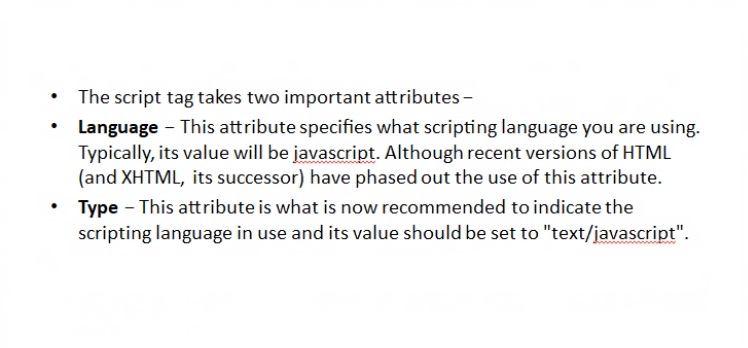 • The script tag takes two important attributes –
• Language – This attribute specifies what scripting language you are using.
Typically, its value will be javascript. Although recent versions of HTML
(and XHTML, its successor) have phased out the use of this attribute.
• Type – This attribute is what is now recommended to indicate the
scripting language in use and its value should be set to "text/javascript".